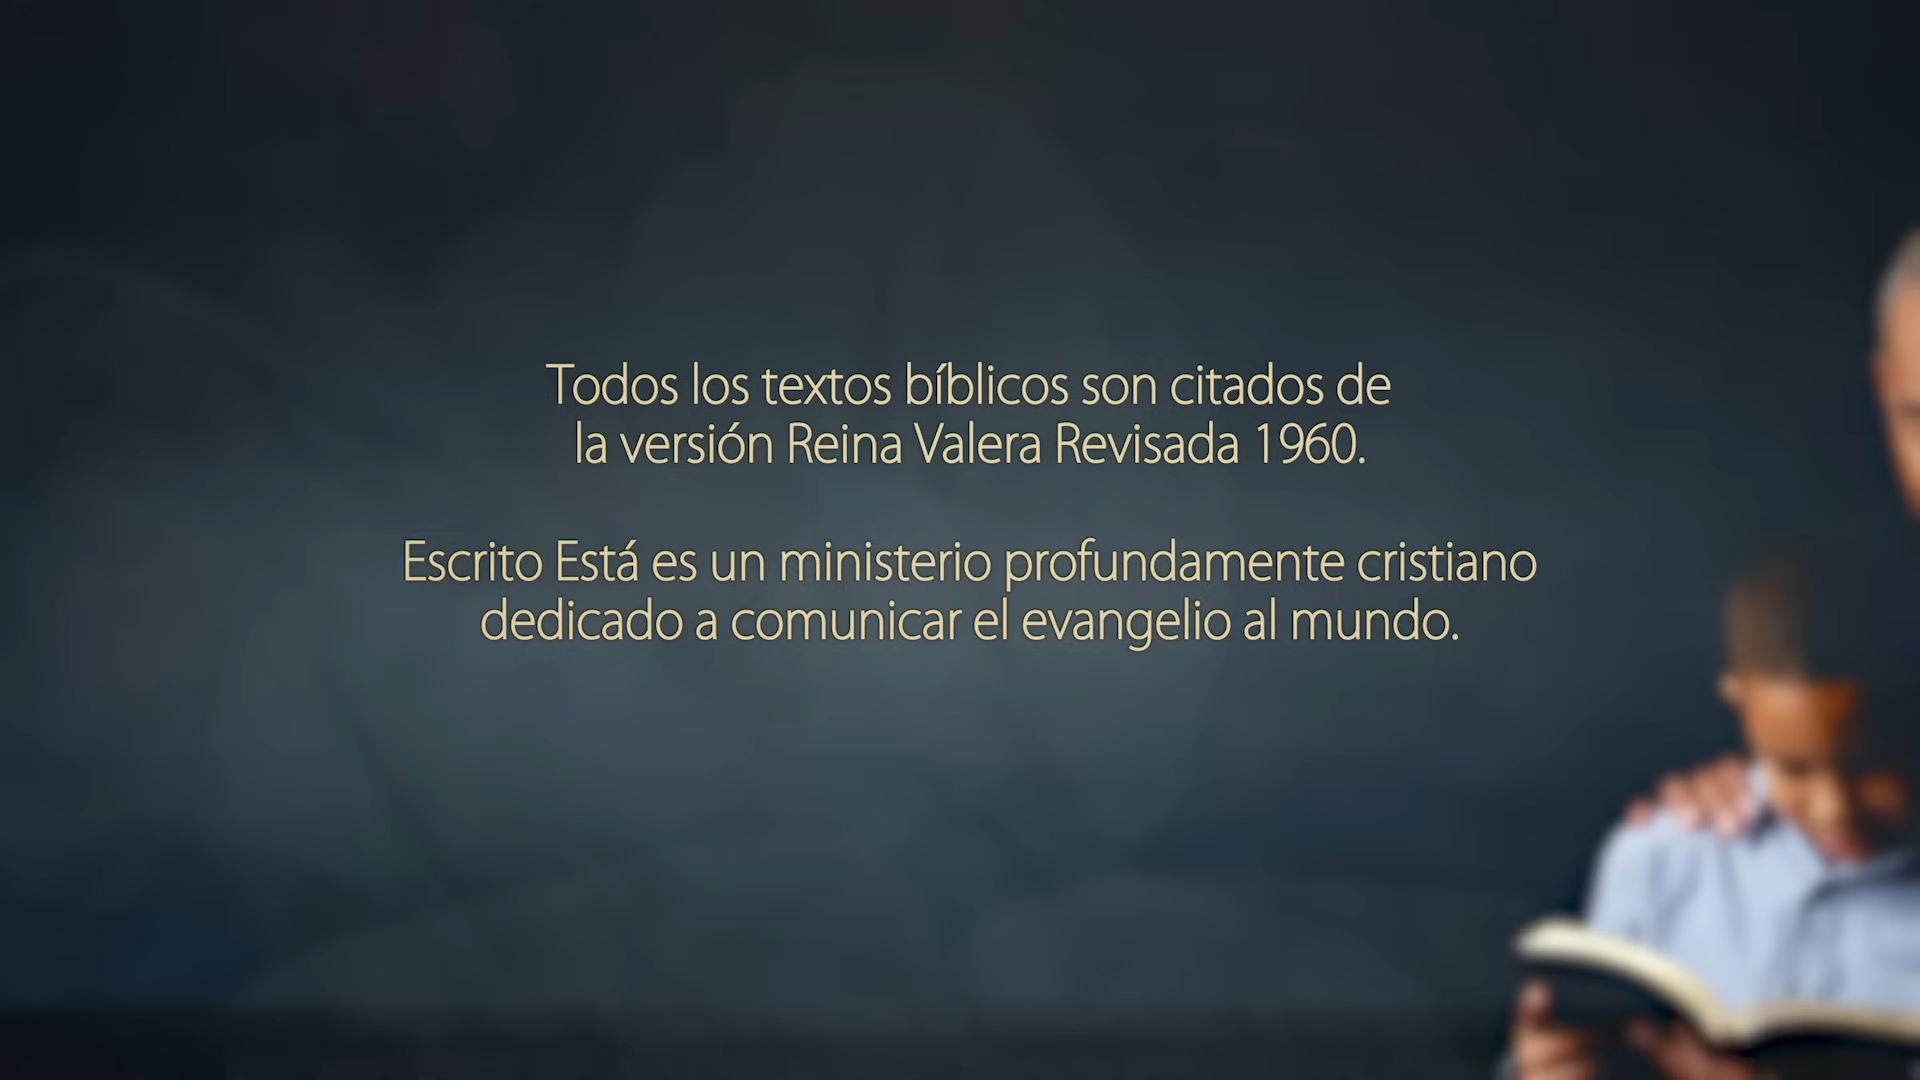 Todos los textos bíblicos son citados de
la versión Reina Valera Revisada 1960.
Escrito Está es un ministerio profundamente cristiano
dedicado a comunicar el evangelio al mundo.